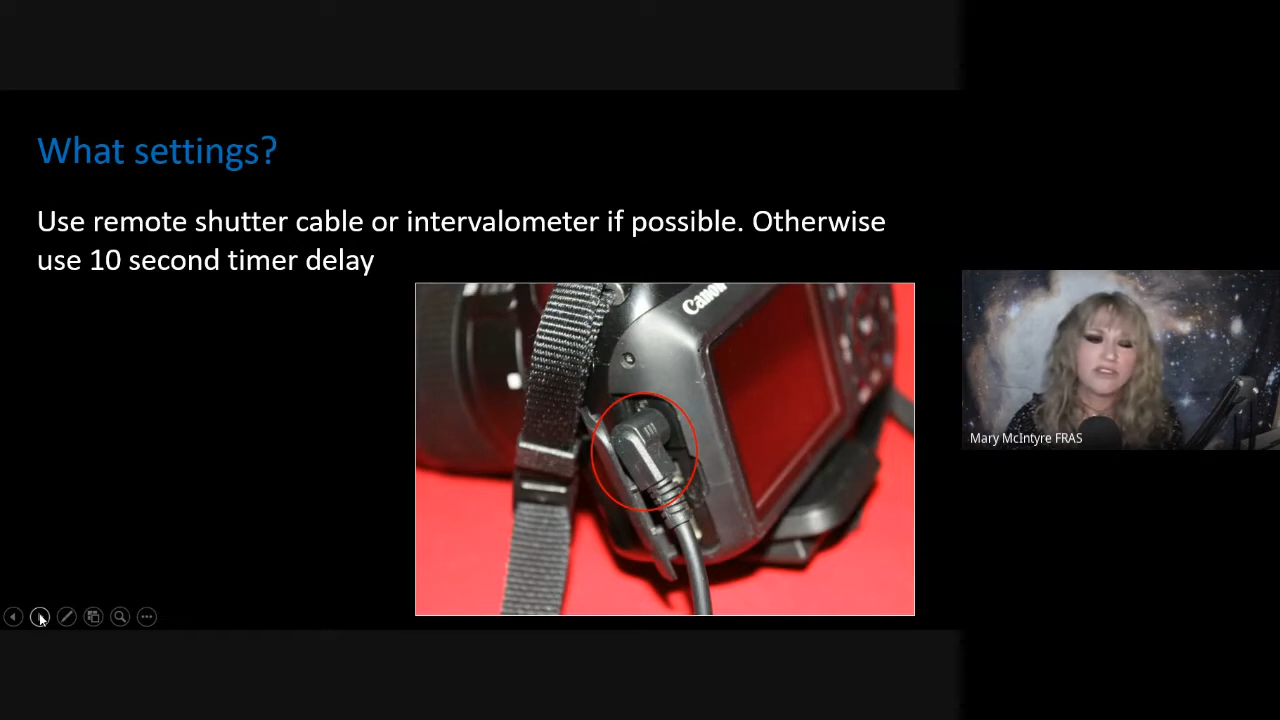 What settings?
Use remote shutter cable or intervalometer if possible. Otherwise
use 10 second timer delay
Canon
Mary McIntyre FRAS